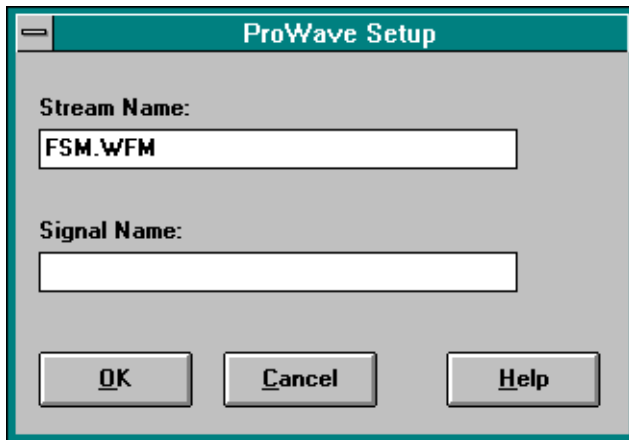 ProWave Setup
Stream Name:
FSM.WFM
Signal Name:
OK Cancel Help